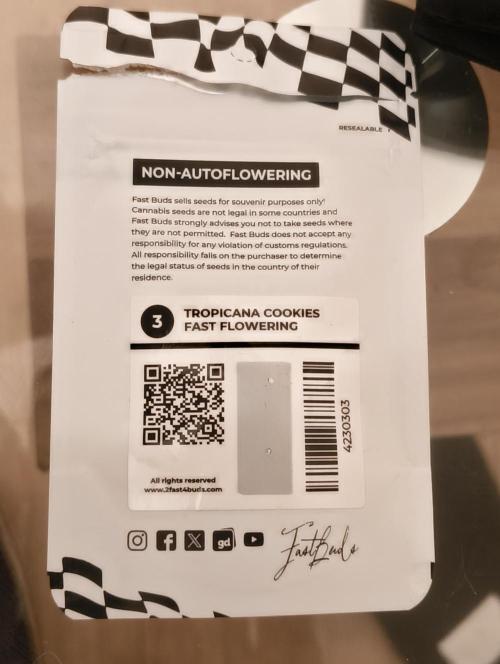 RESEALABLE
NON-AUTOFLOWERING
Fast Buds sells seeds for souvenir purposes only!
Cannabis seeds are not legal in some countries and
Fast Buds strongly advises you not to take seeds where
they are not permitted. Fast Buds does not accept any
responsibility for any violation of customs regulations.
All responsibility falls on the purchaser to determine
the legal status of seeds in the country of their
residence.
3
TROPICANA COOKIES
FAST FLOWERING
4230303
All rights reserved
www.2fast4buds.com
gd
FastBuds